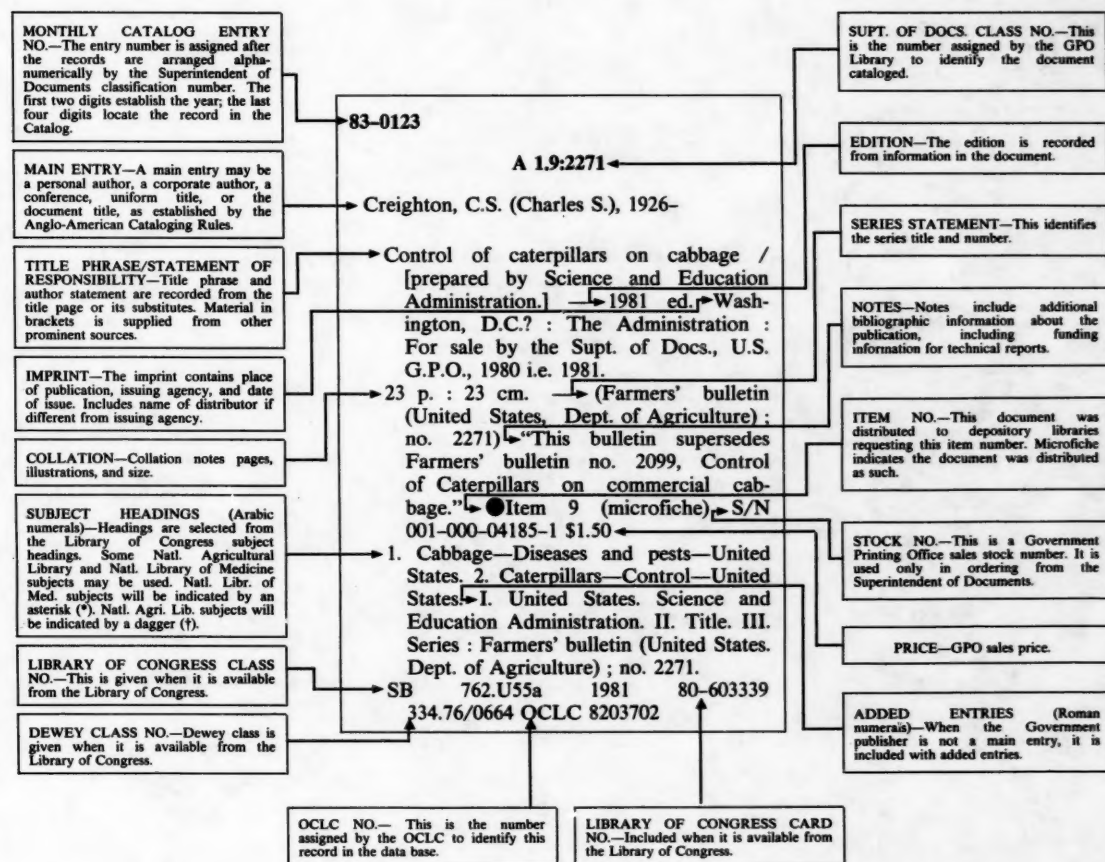 MONTHLY CATALOG ENTRY
NO.—The entry number is assigned after
the records are arranged alpha-
numerically by the Superintendent of
Documents classification number. The
first two digits establish the year; the last
four digits locate the record in the
Catalog.
MAIN ENTRY—A main entry may be
a personal author, a corporate author, a
conference, uniform title, or the
document title, as established by the
Anglo-American Cataloging Rules.
TITLE PHRASE/STATEMENT OF
RESPONSIBILITY—Title phrase and
author statement are recorded from the
title page or its substitutes. Material in
brackets is supplied from other
prominent sources.
IMPRINT—The imprint contains place
of publication, issuing agency, and date
of issue. Includes name of distributor if
different from issuing agency.
COLLATION—Collation notes pages,
illustrations, and size.
SUBJECT HEADINGS (Arabic
numerals)—Headings are selected from
the Library of Congress subject
headings. Some Natl. Agricultural
Library and Natl. Library of Medicine
subjects may be used. Natl. Libr. of
Med. subjects will be indicated by an
asterisk (*). Natl. Agri. Lib. subjects will
be indicated by a dagger (†).
LIBRARY OF CONGRESS CLASS
NO.—This is given when it is available
from the Library of Congress.
DEWEY CLASS NO.—Dewey class is
given when it is available from the
Library of Congress.
83-0123
A 1.9:2271
Creighton, C.S. (Charles S.), 1926-
Control of caterpillars on cabbage /
[prepared by Science and Education
Administration.] — 1981 ed. Wash-
ington, D.C.? : The Administration :
For sale by the Supt. of Docs., U.S.
G.P.O., 1980 i.e. 1981.
23 p. : 23 cm. — (Farmers' bulletin
(United States, Dept. of Agriculture) ;
no. 2271) “This bulletin supersedes
Farmers' bulletin no. 2099, Control
of Caterpillars on commercial cab-
bage.” ●Item 9 (microfiche) S/N
001-000-04185-1 $1.50
1. Cabbage—Diseases and pests—United
States. 2. Caterpillars—Control—United
States. I. United States. Science and
Education Administration. II. Title. III.
Series : Farmers' bulletin (United States.
Dept. of Agriculture) ; no. 2271.
SB 762.U55a 1981 80-603339
334.76/0664 OCLC 8203702
SUPT. OF DOCS. CLASS NO.—This
is the number assigned by the GPO
Library to identify the document
cataloged.
EDITION—The edition is recorded
from information in the document.
SERIES STATEMENT—This identifies
the series title and number.
NOTES—Notes include additional
bibliographic information about the
publication, including funding
information for technical reports.
ITEM NO.—This document was
distributed to depository libraries
requesting this item number. Microfiche
indicates the document was distributed
as such.
STOCK NO.—This is a Government
Printing Office sales stock number. It is
used only in ordering from the
Superintendent of Documents.
PRICE—GPO sales price.
ADDED ENTRIES (Roman
numerals)—When the Government
publisher is not a main entry, it is
included with added entries.
OCLC NO.— This is the number
assigned by the OCLC to identify this
record in the data base.
LIBRARY OF CONGRESS CARD
NO.—Included when it is available from
the Library of Congress.